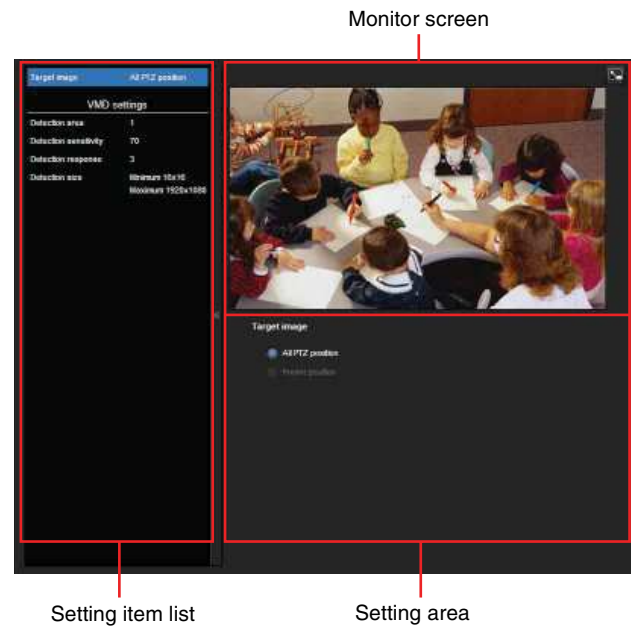 Monitor screen
Target image All PTZ position
VMD settings
Detection area 1
Detection sensitivity 70
Detection response 3
Detection size Minimum 16x16
Maximum 1920x1080
Target image
All PTZ position
Preset position
Setting item list Setting area